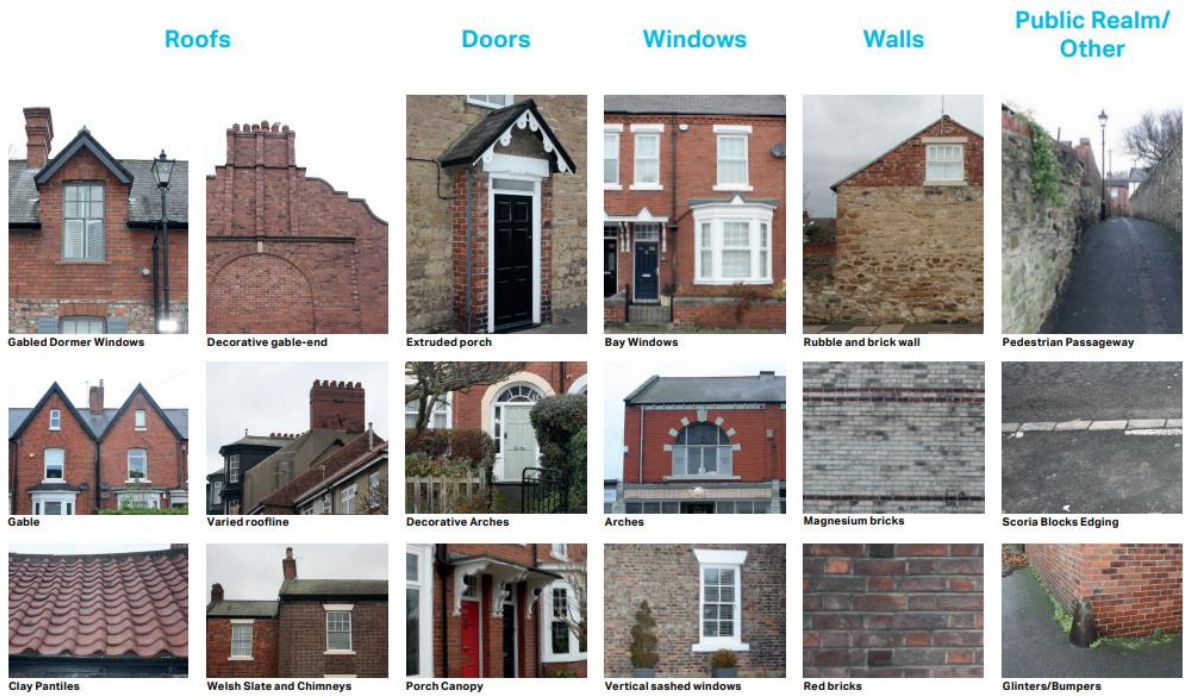 Roofs
Doors
Windows
Walls
Public Realm/
Other
Gabled Dormer Windows
Decorative gable-end
Extruded porch
Bay Windows
Rubble and brick wall
Pedestrian Passageway
Gable
Varied roofline
Decorative Arches
Arches
Magnesium bricks
Scoria Blocks Edging
Clay Pantiles
Welsh Slate and Chimneys
Porch Canopy
Vertical sashed windows
Red bricks
Glinters/Bumpers